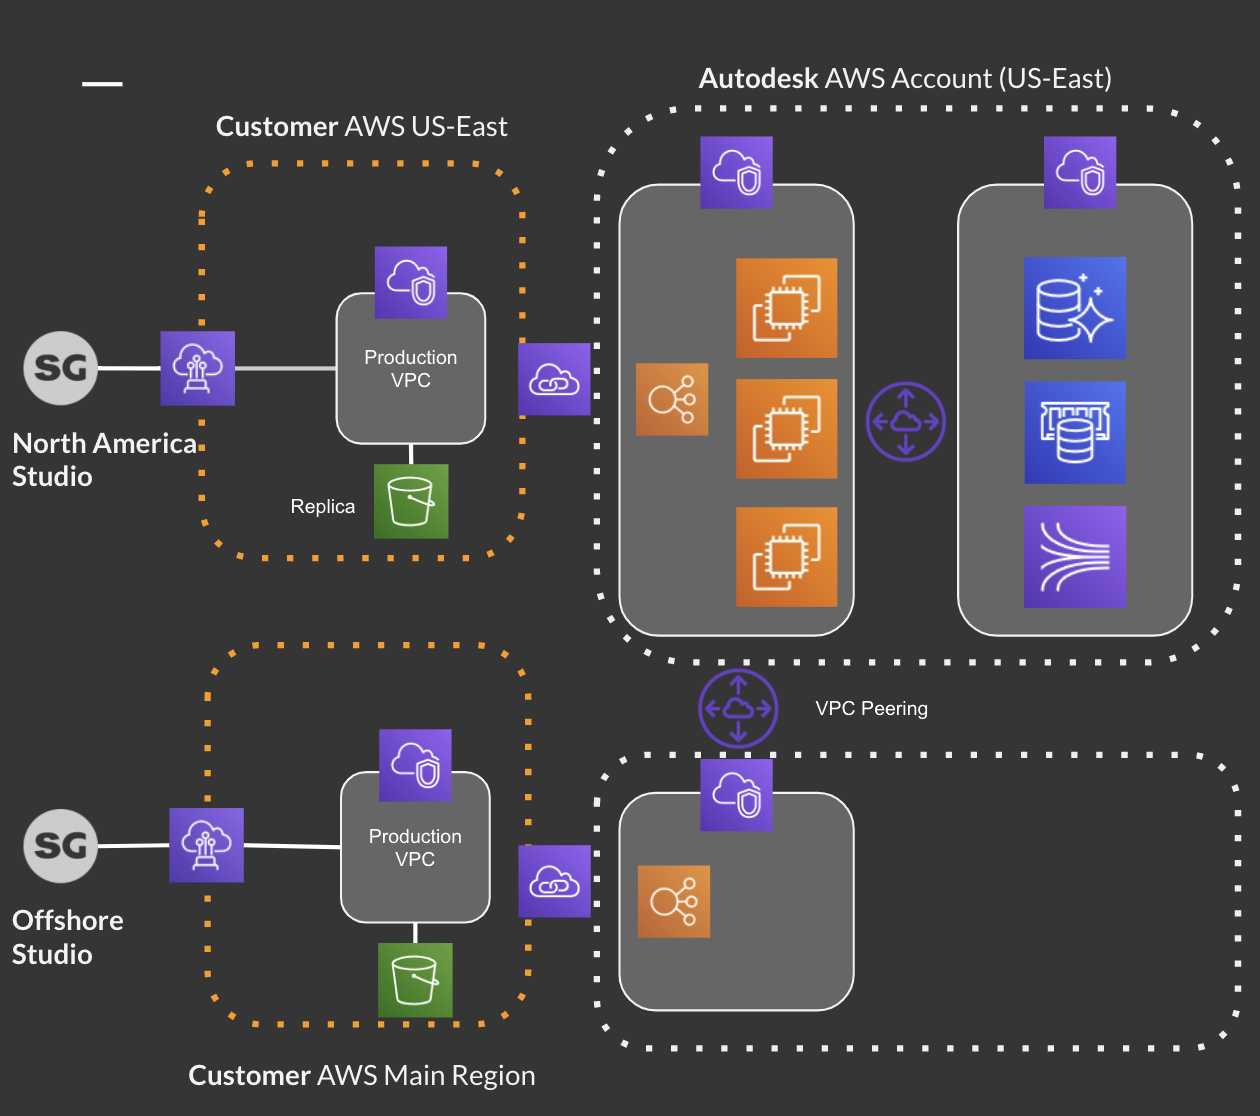 Autodesk AWS Account (US-East)
Customer AWS US-East
Production
VPC
SG
North America
Studio
Replica
VPC Peering
Production
VPC
SG
Offshore
Studio
Customer AWS Main Region